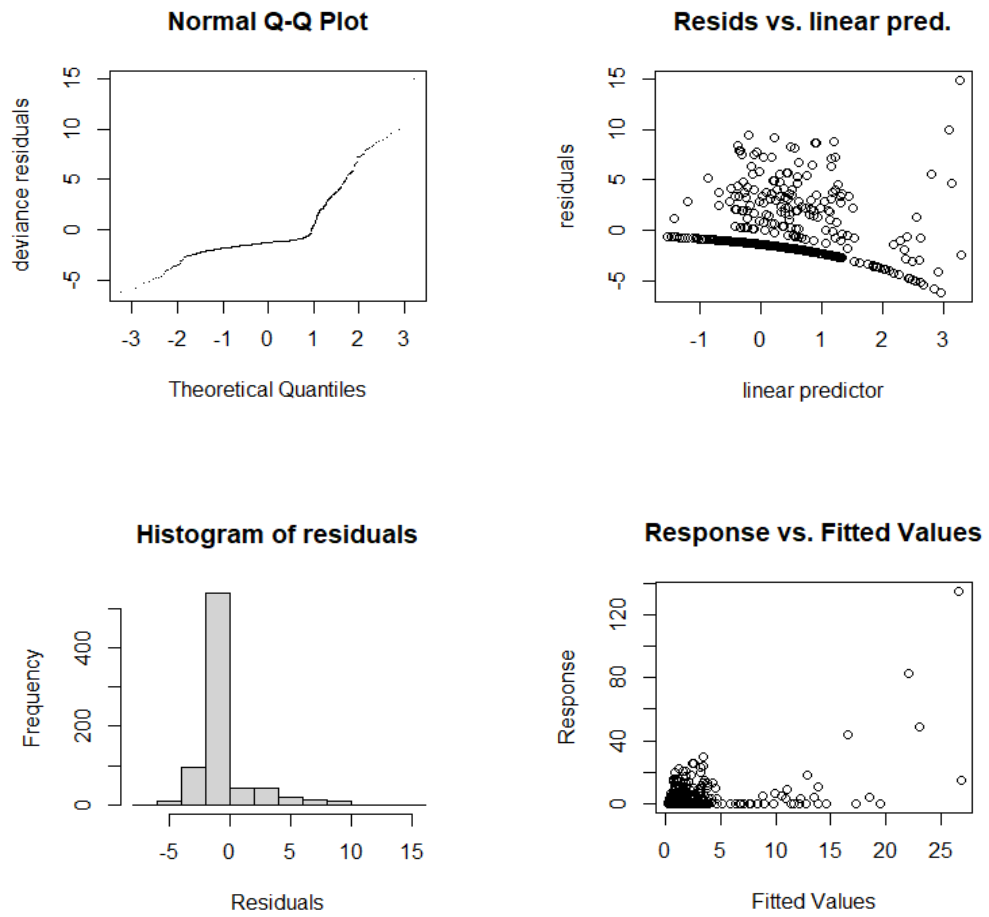 Normal Q-Q Plot
deviance residuals
-5 0 5 10 15
-3 -2 -1 0 1 2 3
Theoretical Quantiles
Resids vs. linear pred.
residuals
-5 0 5 10 15
-1 0 1 2 3
linear predictor
Histogram of residuals
Frequency
0 200 400
-5 0 5 10 15
Residuals
Response vs. Fitted Values
Response
0 40 80 120
0 5 10 15 20 25
Fitted Values